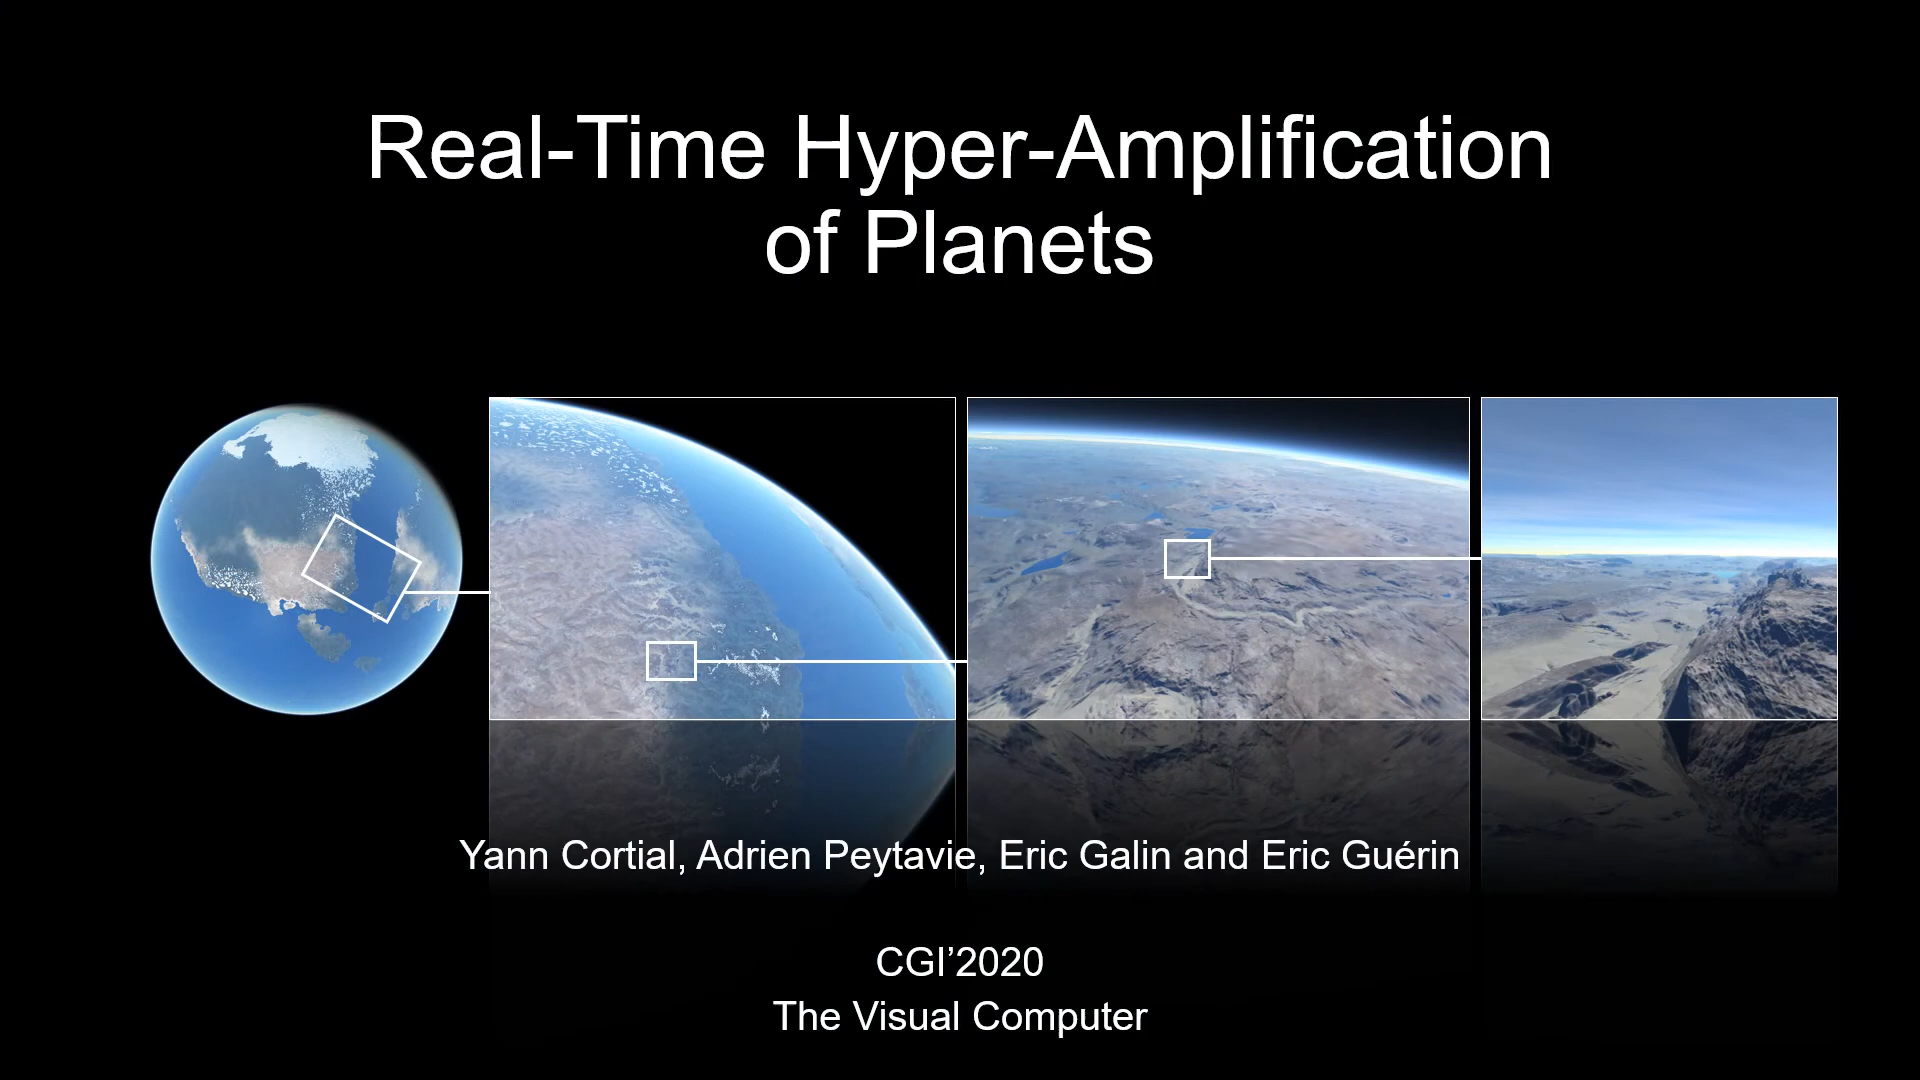 Real-Time Hyper-Amplification
of Planets
Yann Cortial, Adrien Peytavie, Eric Galin and Eric Guérin
CGI’2020
The Visual Computer